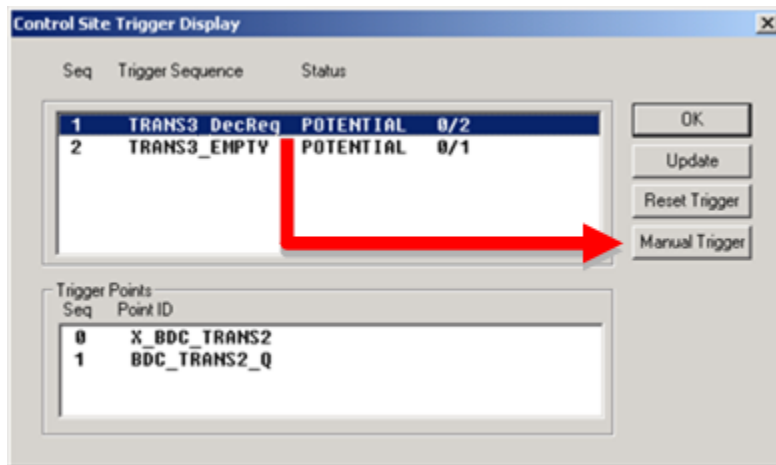 Control Site Trigger Display
Seq Trigger Sequence Status
1 TRANS3_DecReq POTENTIAL 0/2
2 TRANS3_EMPTY POTENTIAL 0/1
OK
Update
Reset Trigger
Manual Trigger
Trigger Points
Seq Point ID
0 X_BDC_TRANS2
1 BDC_TRANS2_Q